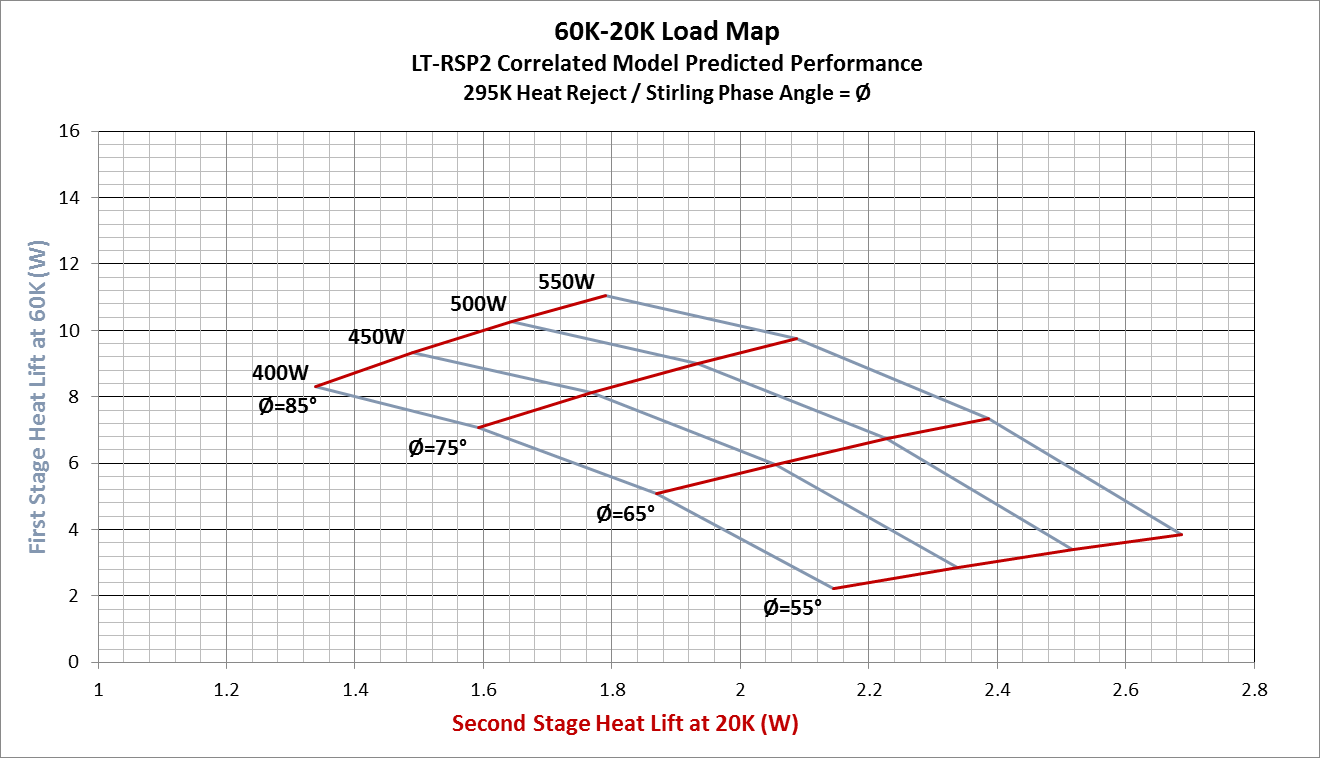 60K-20K Load Map
LT-RSP2 Correlated Model Predicted Performance
295K Heat Reject / Stirling Phase Angle = Ø
First Stage Heat Lift at 60K (W)
16
14
12
10
8
6
4
2
0
550W
500W
450W
400W
Ø=85°
Ø=75°
Ø=65°
Ø=55°
1 1.2 1.4 1.6 1.8 2 2.2 2.4 2.6 2.8
Second Stage Heat Lift at 20K (W)